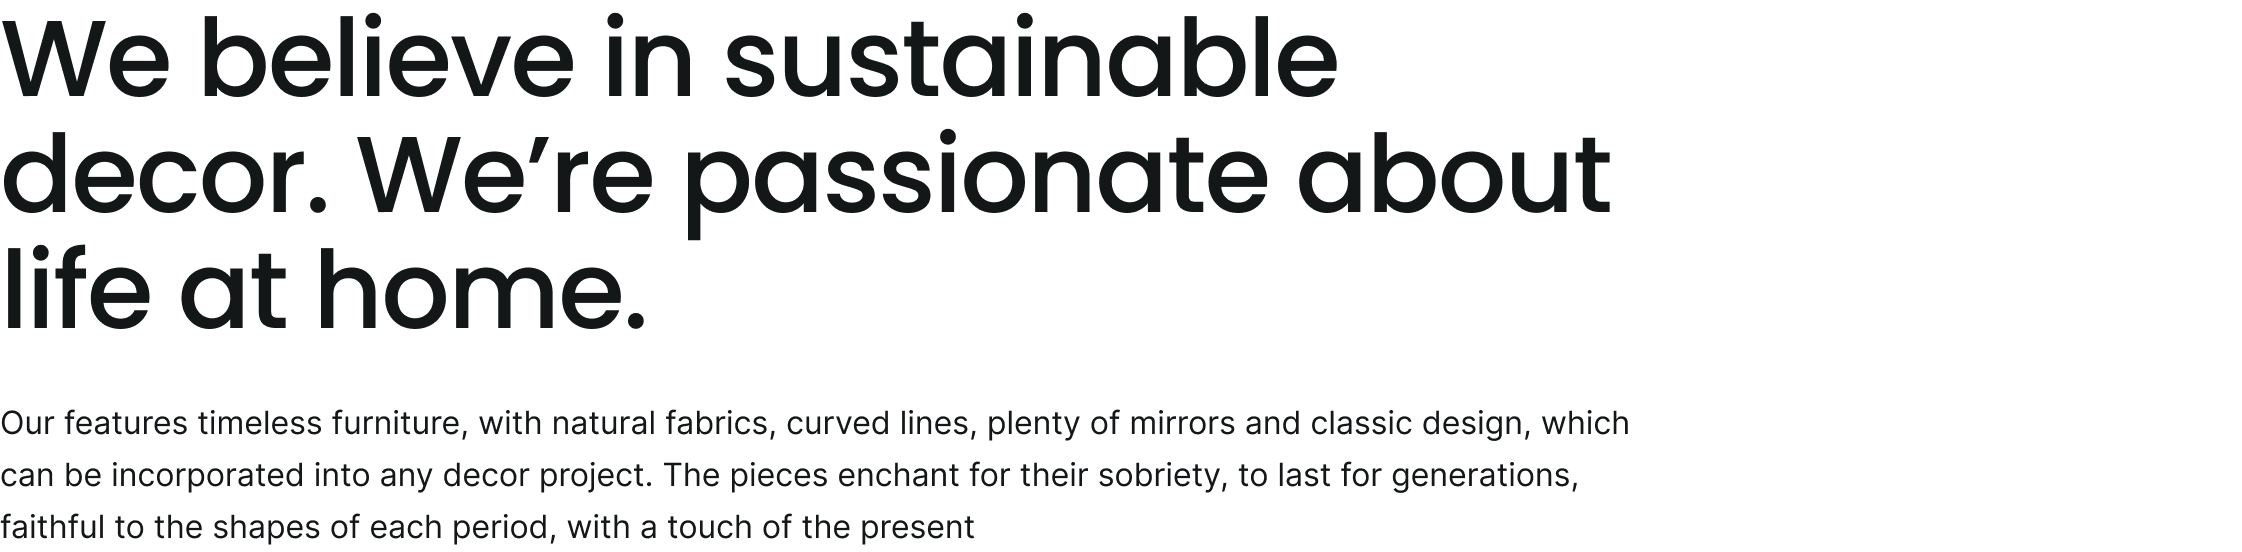 We believe in sustainable
decor. We’re passionate about
life at home.
Our features timeless furniture, with natural fabrics, curved lines, plenty of mirrors and classic design, which
can be incorporated into any decor project. The pieces enchant for their sobriety, to last for generations,
faithful to the shapes of each period, with a touch of the present